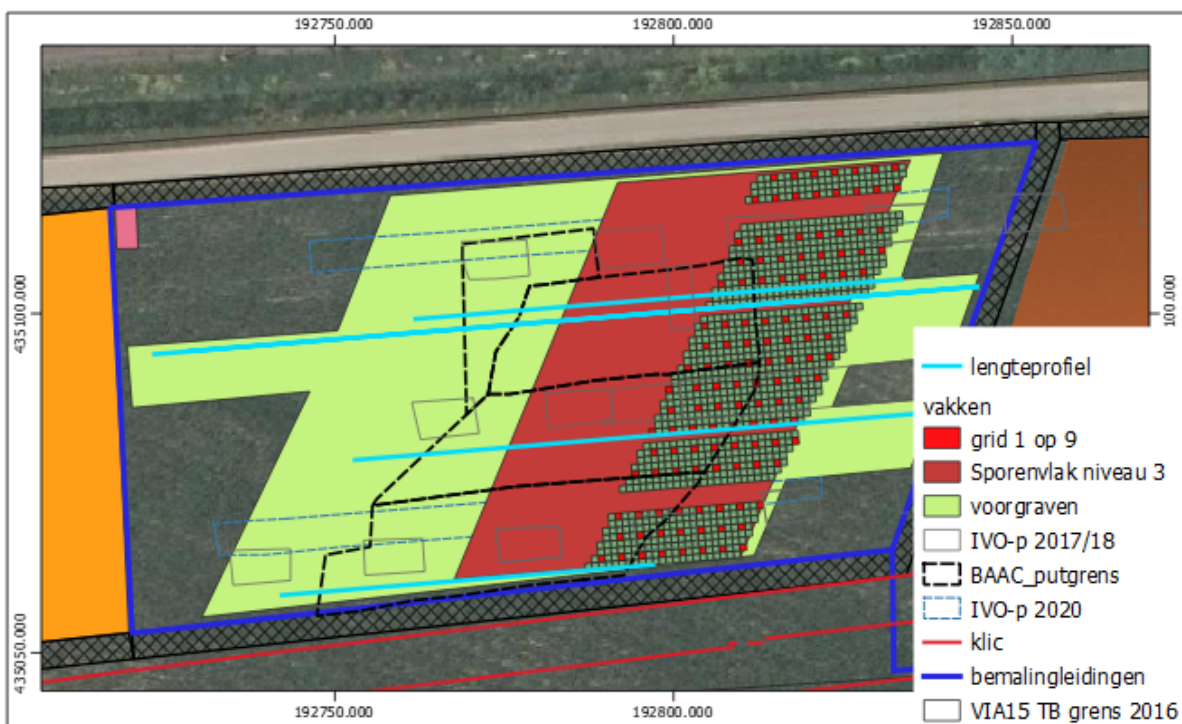 192750.000 192800.000 192850.000
435100.000
100.000
lengteprofiel
vakken
grid 1 op 9
Sporenvlak niveau 3
voorgraven
IVO-p 2017/18
BAAC_putgrens
IVO-p 2020
klic
bemalingleidingen
VIA15 TB grens 2016
435050.000
192750.000 192800.000